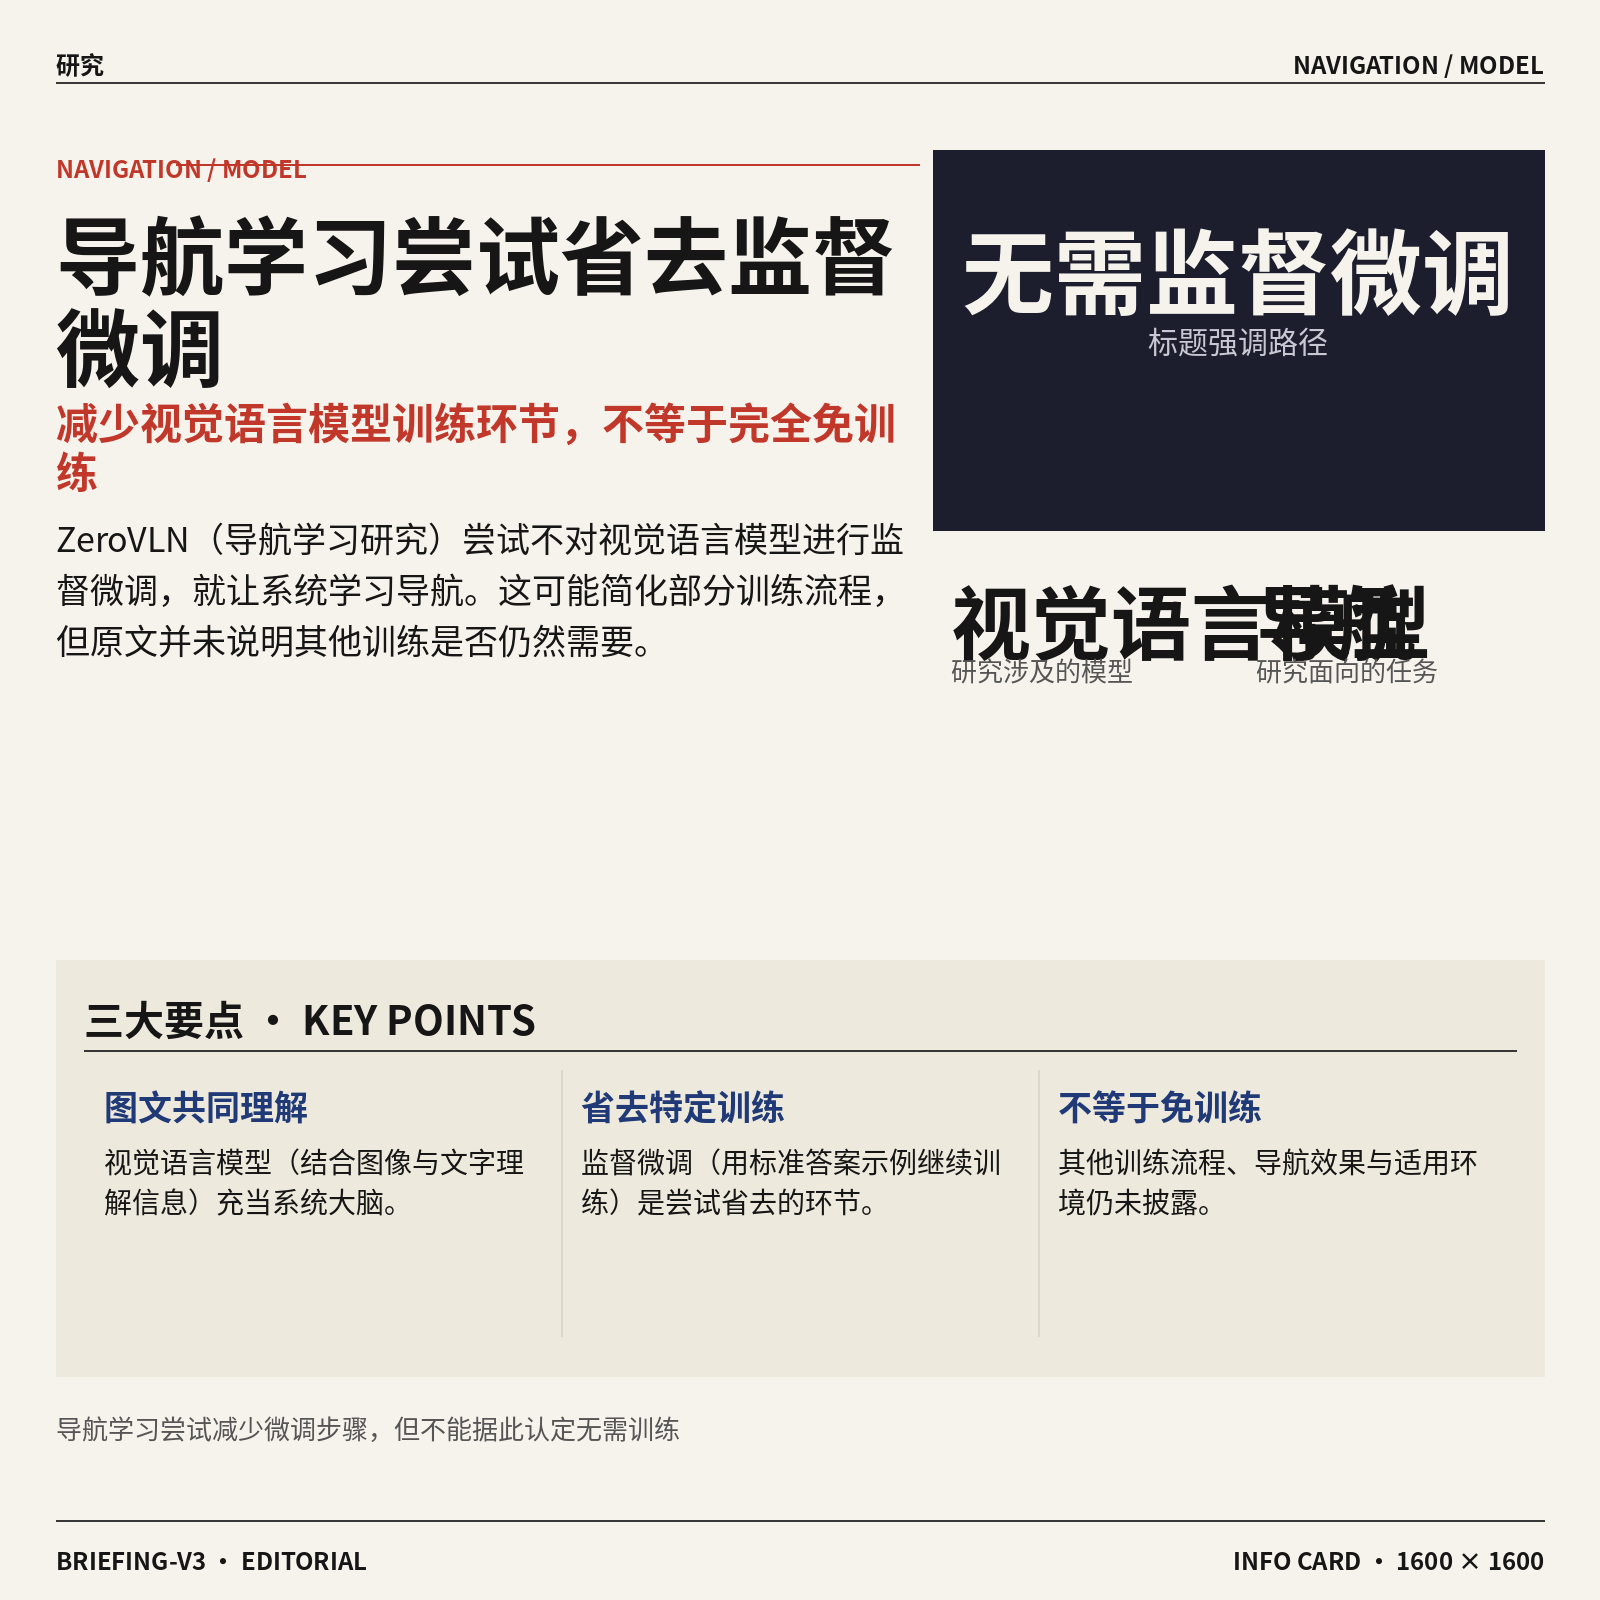 研究
NAVIGATION / MODEL
NAVIGATION / MODEL
导航学习尝试省去监督
微调
减少视觉语言模型训练环节，不等于完全免训
练
ZeroVLN（导航学习研究）尝试不对视觉语言模型进行监
督微调，就让系统学习导航。这可能简化部分训练流程，
但原文并未说明其他训练是否仍然需要。
无需监督微调
标题强调路径
视觉语言模型
研究涉及的模型
研究面向的任务
三大要点 · KEY POINTS
图文共同理解
视觉语言模型（结合图像与文字理
解信息）充当系统大脑。
省去特定训练
监督微调（用标准答案示例继续训
练）是尝试省去的环节。
不等于免训练
其他训练流程、导航效果与适用环
境仍未披露。
导航学习尝试减少微调步骤，但不能据此认定无需训练
BRIEFING-V3 · EDITORIAL
INFO CARD · 1600 × 1600